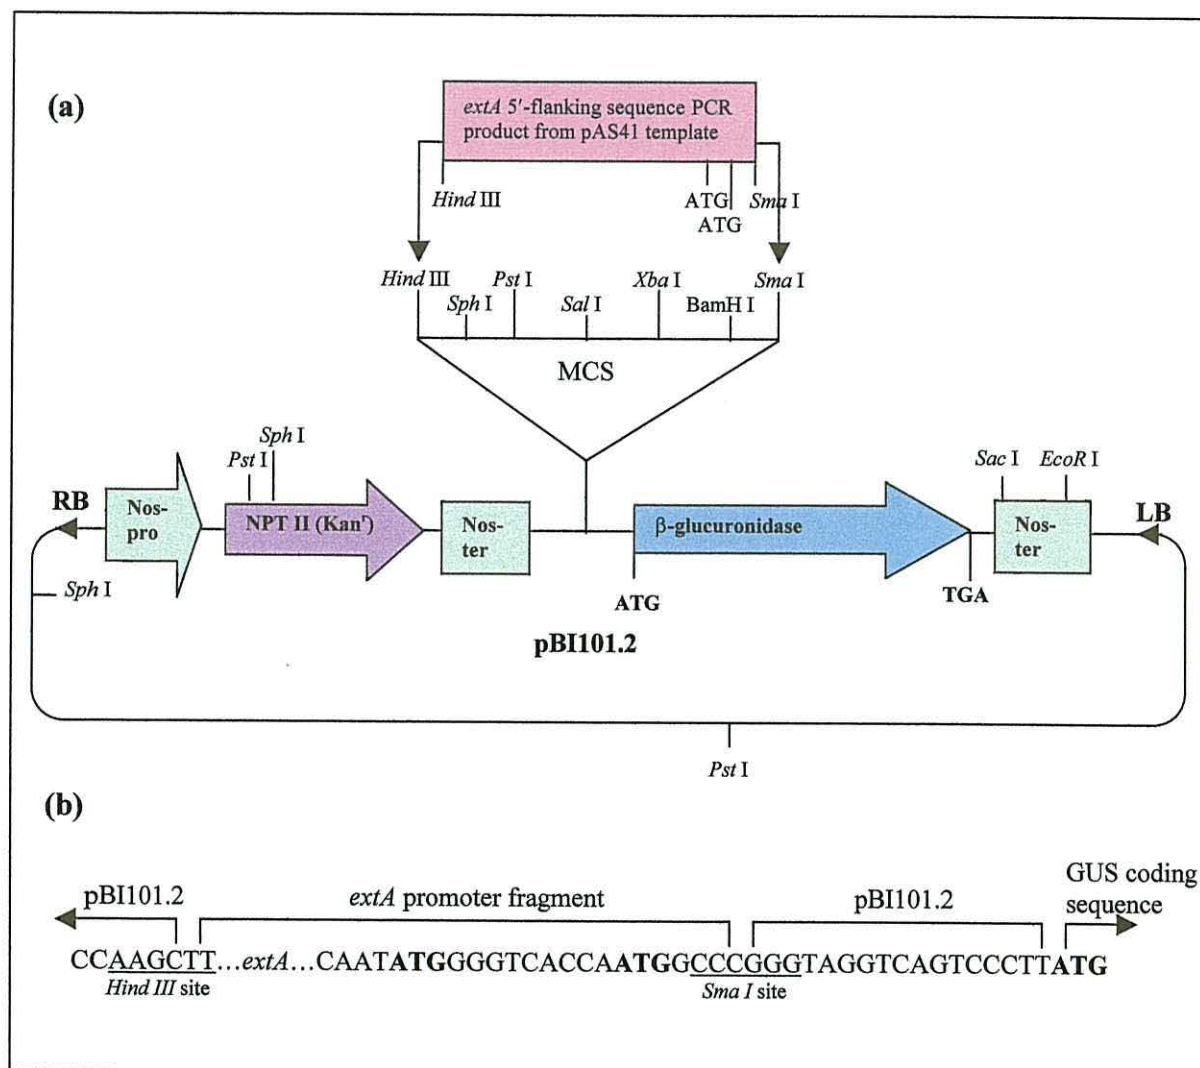 (a)
extA 5'-flanking sequence PCR
product from pAS41 template
Hind III
ATG
Sma I
ATG
Hind III
Pst I
Xba I
Sma I
Sph I
Sal I
BamH I
MCS
Sph I
Pst I
Sac I
EcoR I
RB
Nos-
pro
NPT II (Kanʳ)
Nos-
ter
β-glucuronidase
Nos-
ter
LB
Sph I
ATG
TGA
pBI101.2
Pst I
(b)
pBI101.2
extA promoter fragment
pBI101.2
GUS coding
sequence
CCAAGCTT...extA...CAATATGGGGTCACCAATGGCCCGGGTAGGTCAGTCCCTTATG
Hind III site
Sma I site